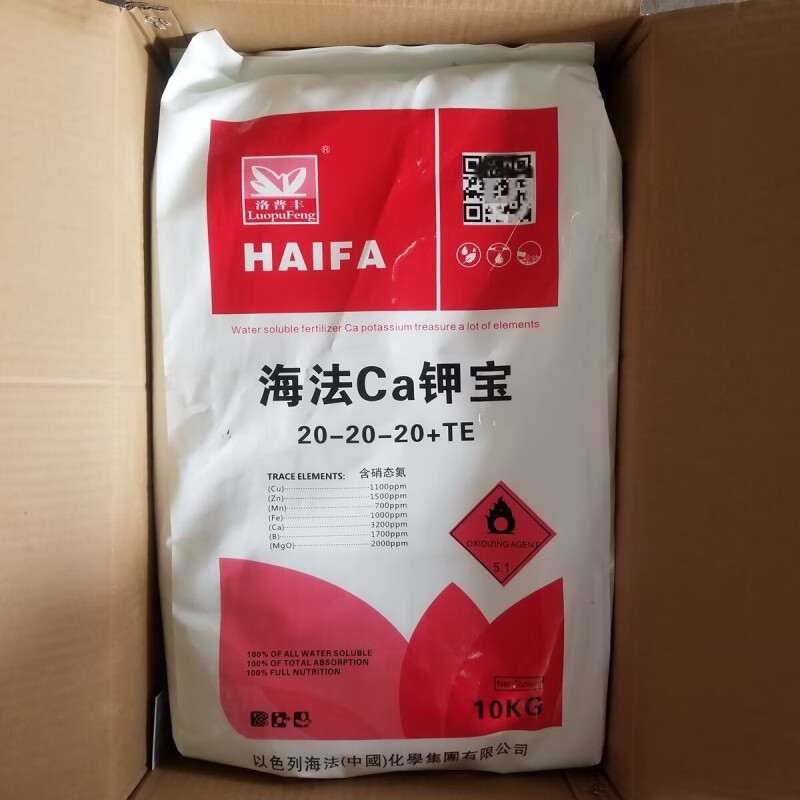 ®
洛普丰
LuopuFeng
HAIFA
Water soluble fertilizer Ca potassium treasure a lot of elements
海法Ca钾宝
20-20-20+TE
TRACE ELEMENTS: 含硝态氮
(Cu)----------1100ppm
(Zn)----------1500ppm
(Mn)----------700ppm
(Fe)----------1000ppm
(Ca)----------3200ppm
(B)----------1700ppm
(MgO)----------2000ppm
OXIDIZING AGENT
5.1
100% OF ALL WATER SOLUBLE
100% OF TOTAL ABSORPTION
100% FULL NUTRITION
Net Content
10KG
以色列海法(中國)化學集團有限公司